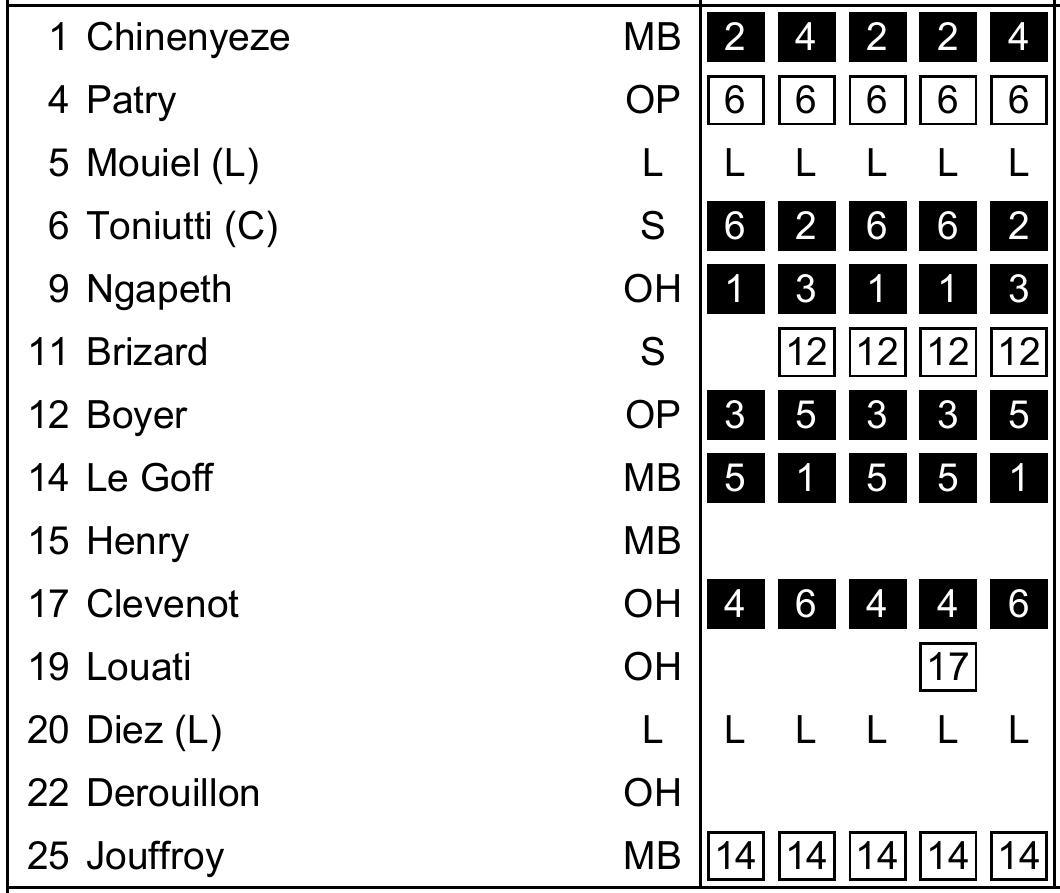 1 Chinenyeze MB 2 4 2 2 4
4 Patry OP 6 6 6 6 6
5 Mouiel (L) L L L L L L
6 Toniutti (C) S 6 2 6 6 2
9 Ngapeth OH 1 3 1 1 3
11 Brizard S 12 12 12 12
12 Boyer OP 3 5 3 3 5
14 Le Goff MB 5 1 5 5 1
15 Henry MB
17 Clevenot OH 4 6 4 4 6
19 Louati OH 17
20 Diez (L) L L L L L L
22 Derouillon OH
25 Jouffroy MB 14 14 14 14 14